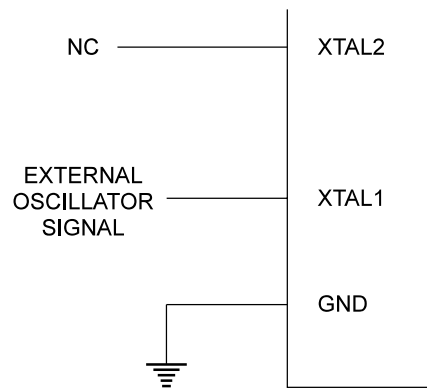 NC
XTAL2
EXTERNAL
OSCILLATOR
SIGNAL
XTAL1
GND